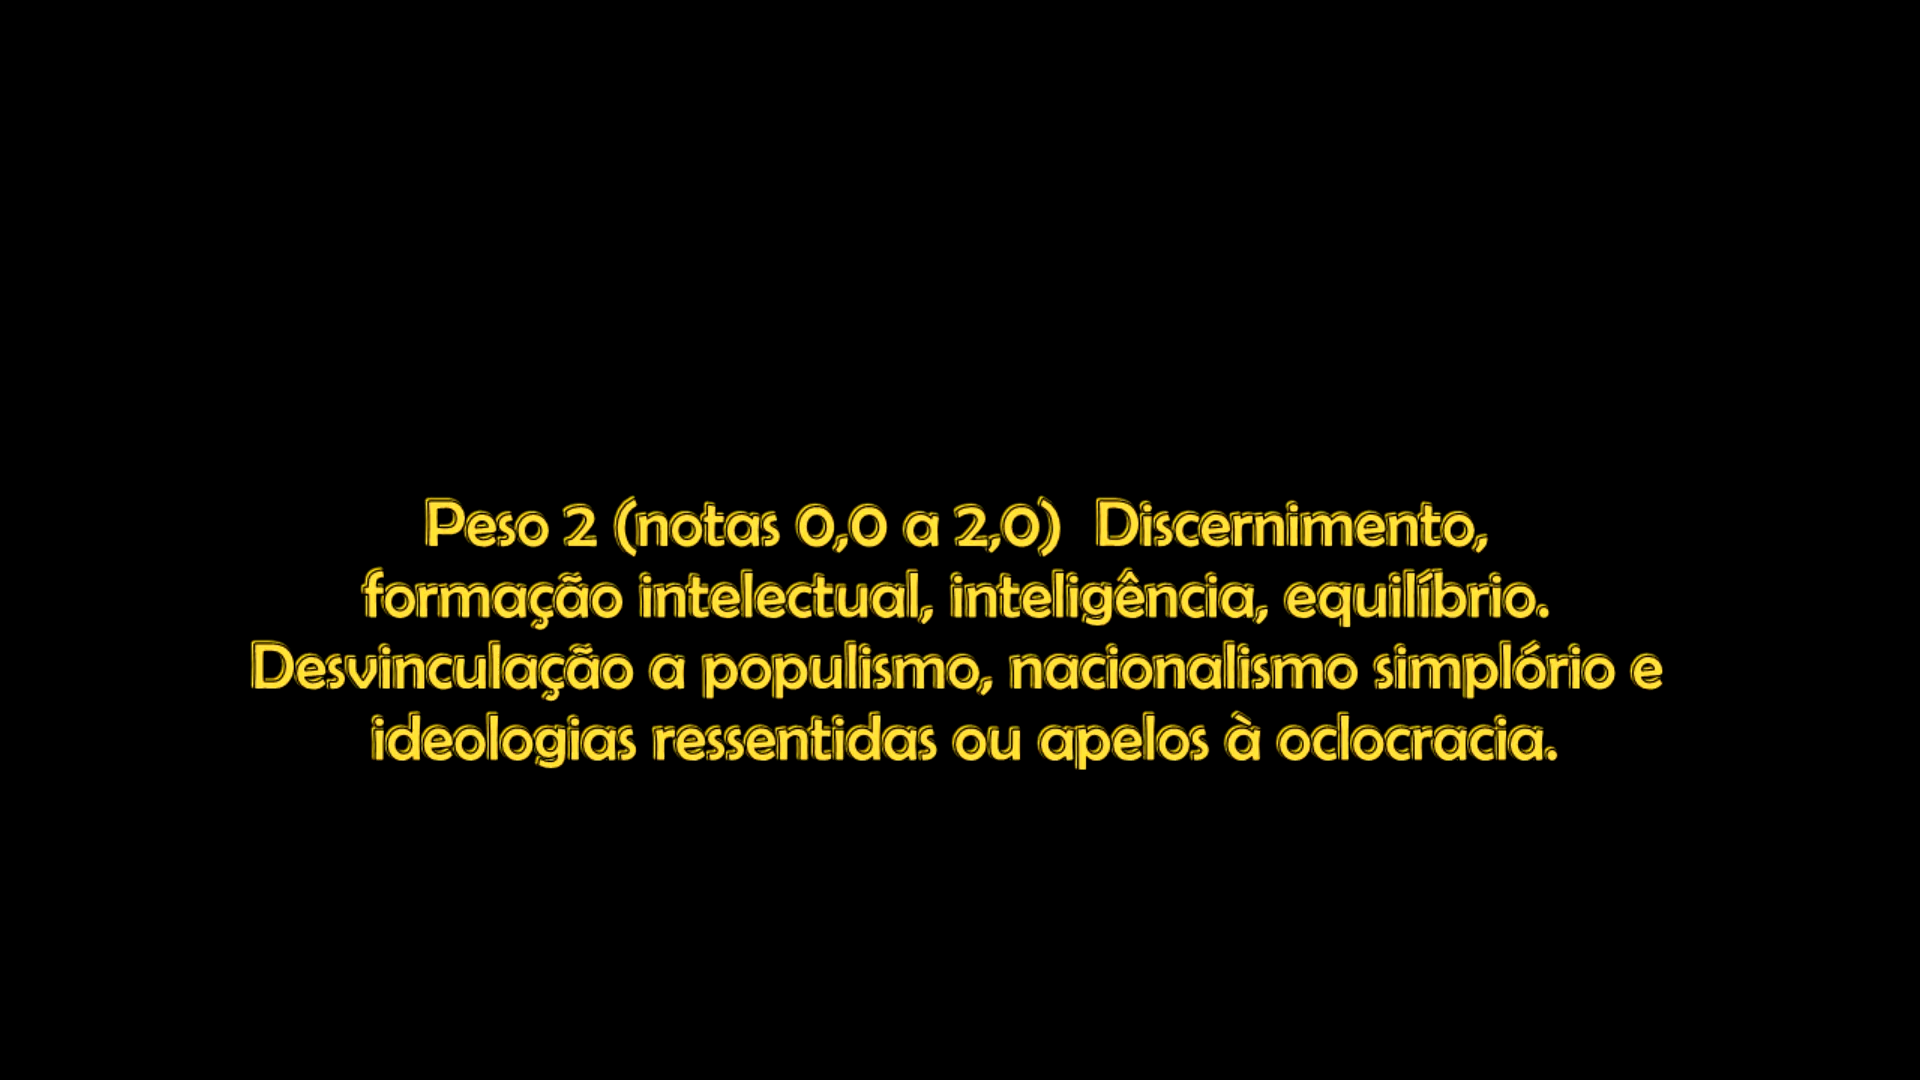 Peso 2 (notas 0,0 a 2,0)  Discernimento,
formação intelectual, inteligência, equilíbrio.
Desvinculação a populismo, nacionalismo simplório e
ideologias ressentidas ou apelos à oclocracia.